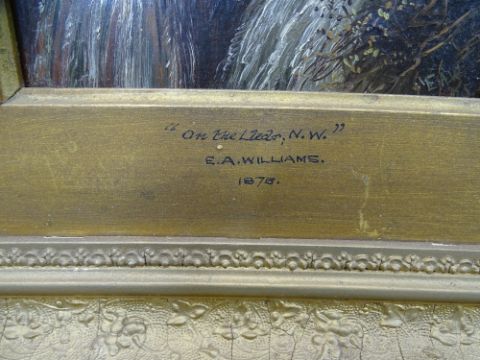 "On the Lledr, N.W."
E.A.WILLIAMS.
1878.